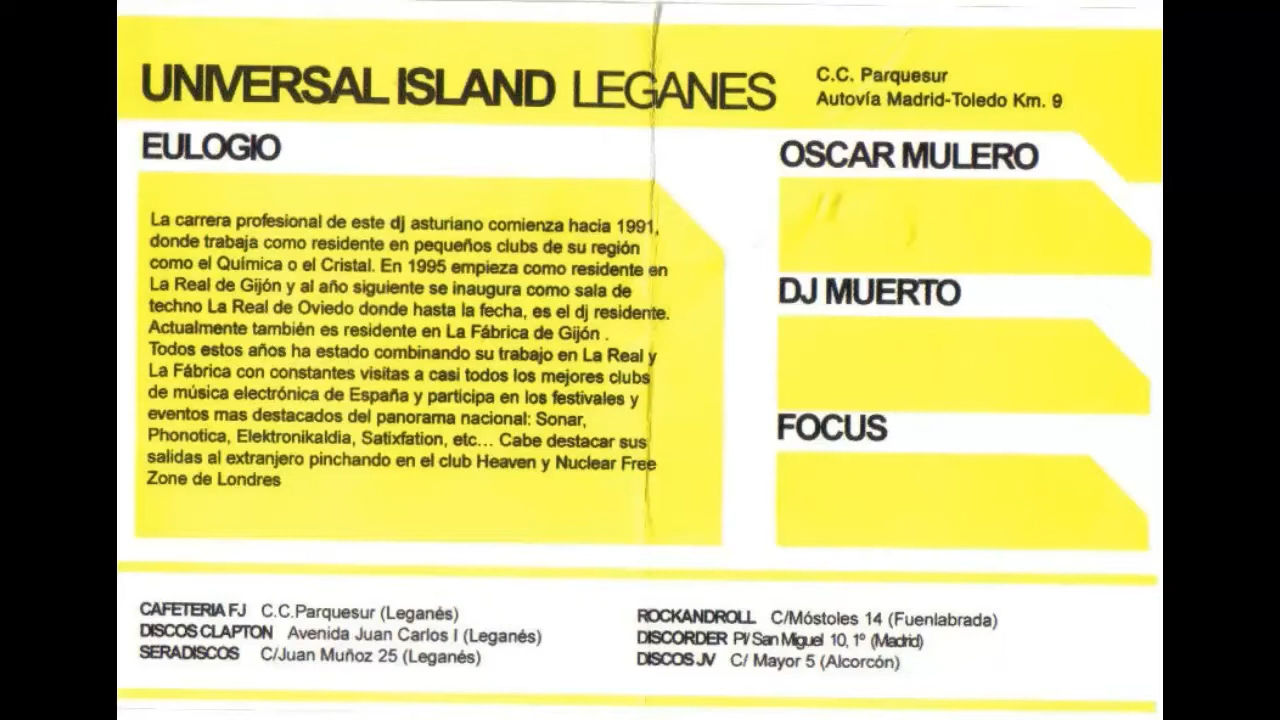 UNIVERSAL ISLAND LEGANES
C.C. Parquesur
Autovía Madrid-Toledo Km. 9
EULOGIO
La carrera profesional de este dj asturiano comienza hacia 1991,
donde trabaja como residente en pequeños clubs de su región
como el Química o el Cristal. En 1995 empieza como residente en
La Real de Gijón y al año siguiente se inaugura como sala de
techno La Real de Oviedo donde hasta la fecha, es el dj residente.
Actualmente también es residente en La Fábrica de Gijón .
Todos estos años ha estado combinando su trabajo en La Real y
La Fábrica con constantes visitas a casi todos los mejores clubs
de música electrónica de España y participa en los festivales y
eventos mas destacados del panorama nacional: Sonar,
Phonotica, Elektronikaldia, Satixfation, etc... Cabe destacar sus
salidas al extranjero pinchando en el club Heaven y Nuclear Free
Zone de Londres
OSCAR MULERO
DJ MUERTO
FOCUS
CAFETERIA FJ C.C.Parquesur (Leganés)
DISCOS CLAPTON Avenida Juan Carlos I (Leganés)
SERADISCOS C/Juan Muñoz 25 (Leganés)
ROCKANDROLL C/Móstoles 14 (Fuenlabrada)
DISCORDER Pl/ San Miguel 10, 1º (Madrid)
DISCOS JV C/ Mayor 5 (Alcorcón)